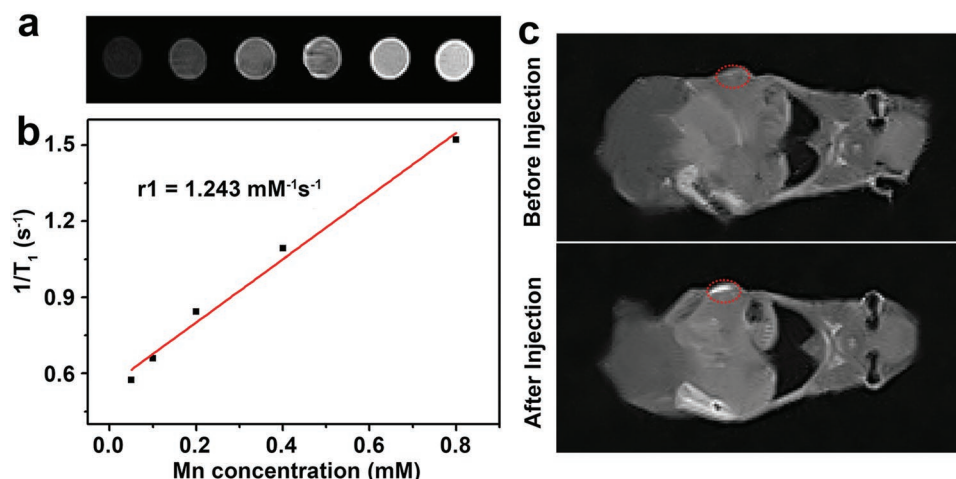 a
b
c
1.5
1.2
0.9
0.6
1/T₁ (s⁻¹)
r1 = 1.243 mM⁻¹s⁻¹
0.0 0.2 0.4 0.6 0.8
Mn concentration (mM)
Before Injection
After Injection